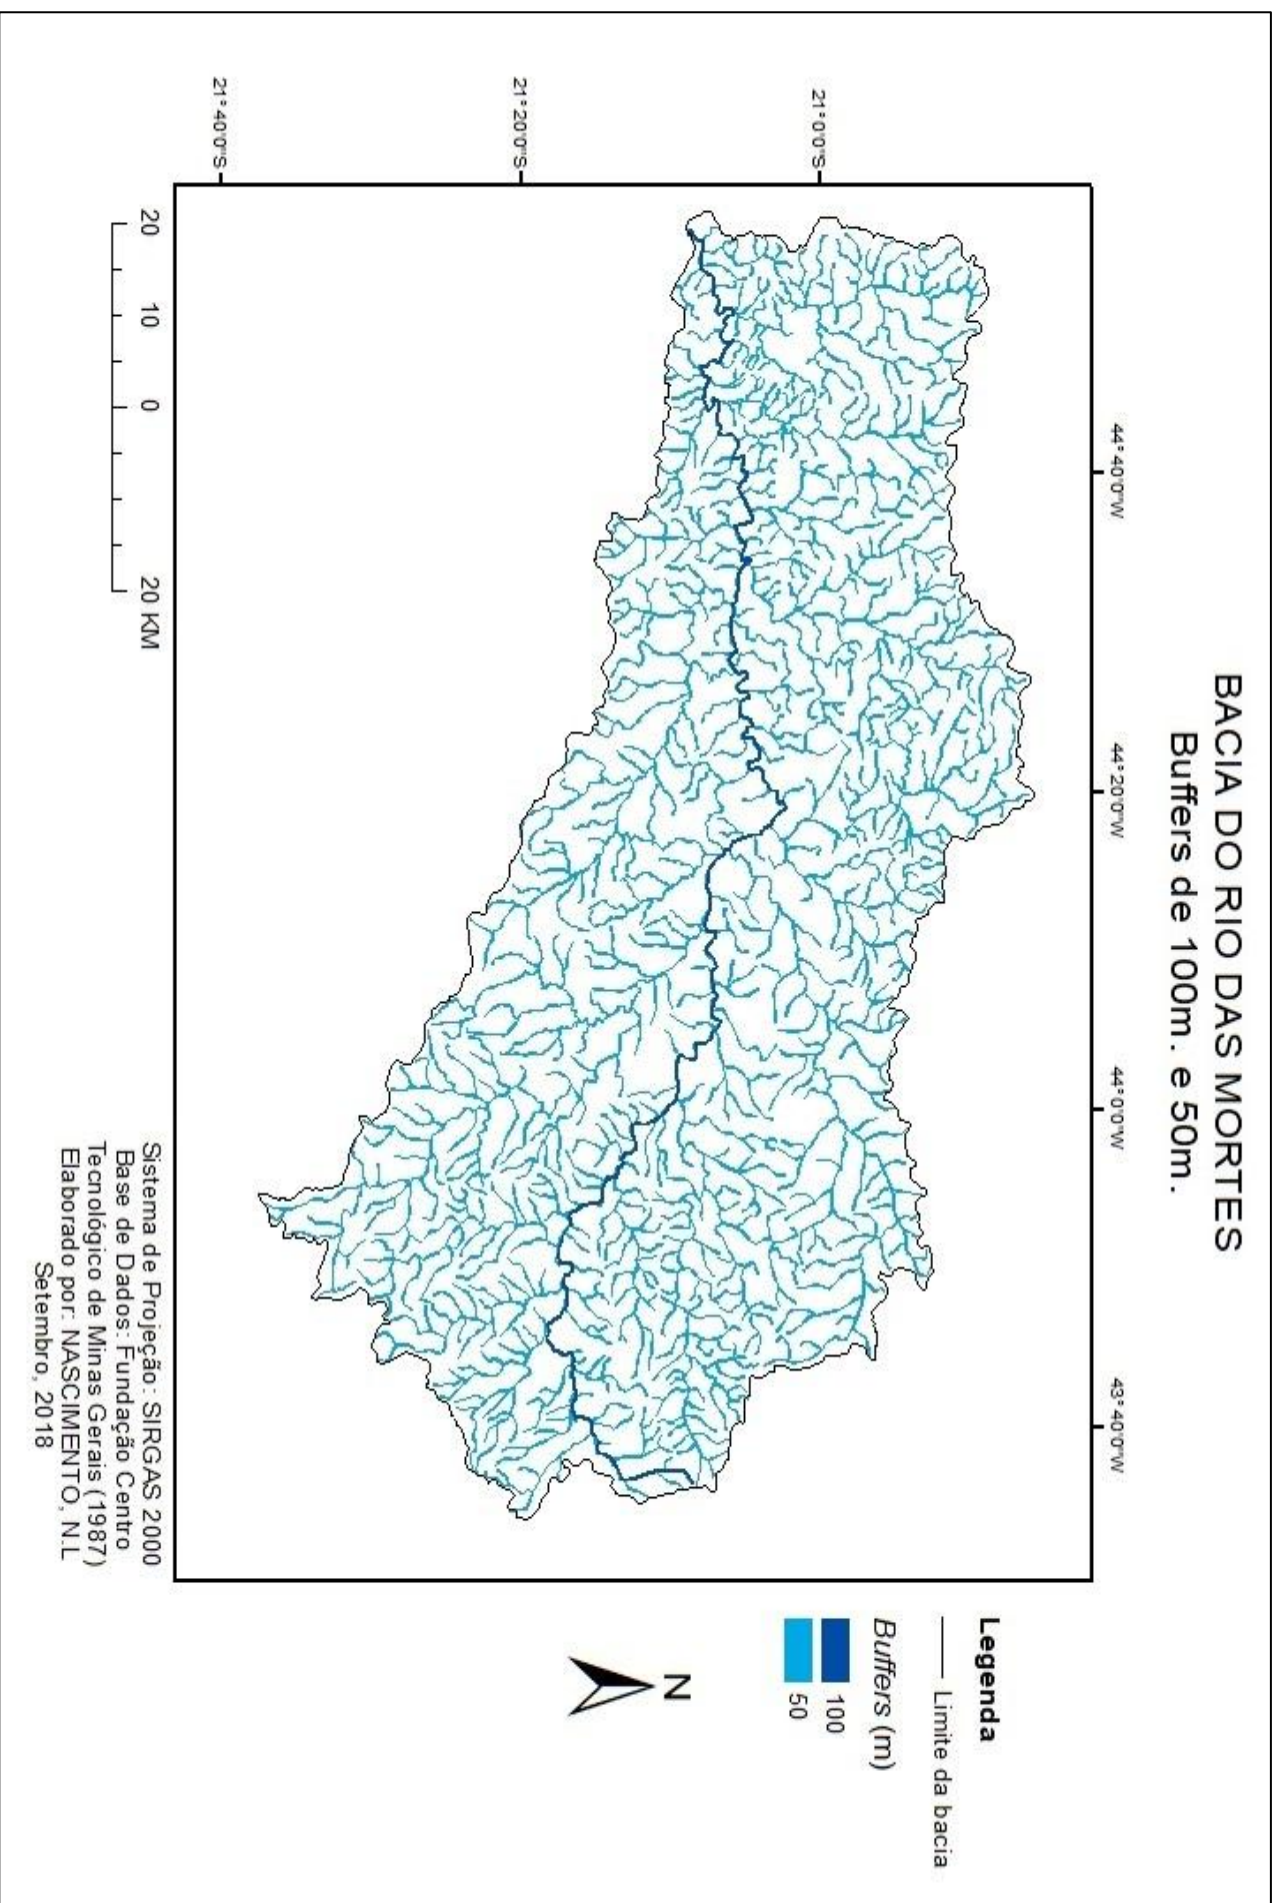 BACIA DO RIO DAS MORTES
Buffers de 100m. e 50m.
44°40'0"W
44°20'0"W
44°0'0"W
43°40'0"W
21°0'0"S
21°20'0"S
21°40'0"S
Legenda
Limite da bacia
Buffers (m)
100
50
N
20 10 0 20 KM
Sistema de Projeção: SIRGAS 2000
Base de Dados: Fundação Centro
Tecnológico de Minas Gerais (1987)
Elaborado por: NASCIMENTO, N.L
Setembro, 2018